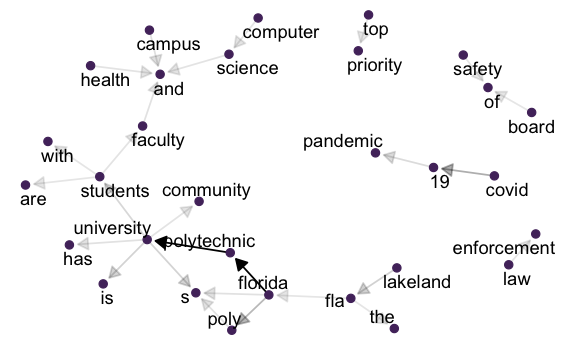 computer
top
campus
science
priority
safety
health
and
of
board
faculty
pandemic
with
19
covid
are
students
community
university
polytechnic
has
enforcement
law
is
s
florida
lakeland
fla
poly
the